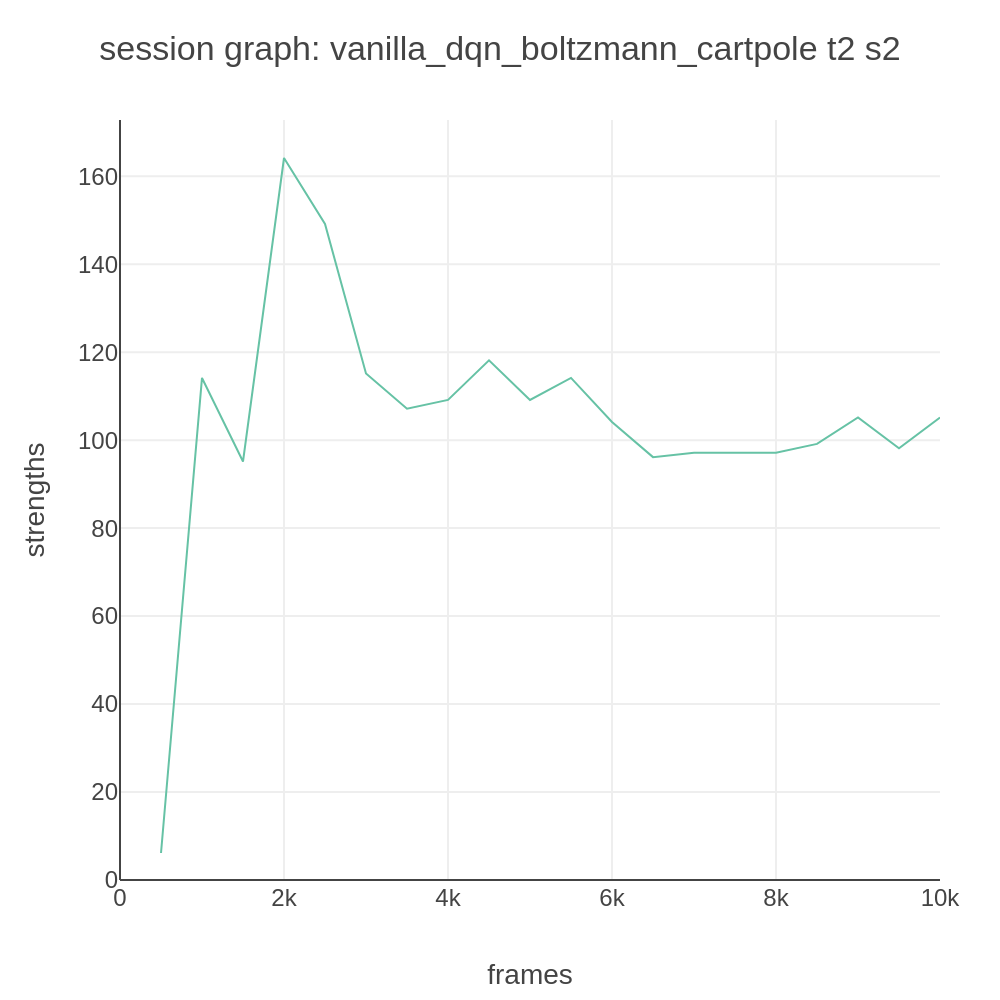 session graph: vanilla_dqn_boltzmann_cartpole t2 s2
strengths
160
140
120
100
80
60
40
20
0
0 2k 4k 6k 8k 10k
frames